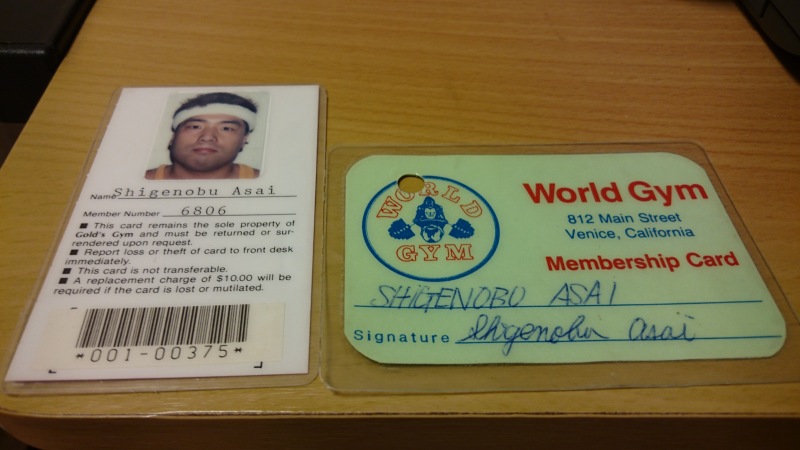 Name Shigenobu Asai
Member Number 6806
■ This card remains the sole property of
Gold's Gym and must be returned or sur-
rendered upon request.
■ Report loss or theft of card to front desk
immediately.
■ This card is not transferable.
■ A replacement charge of $10.00 will be
required if the card is lost or mutilated.
*001-00375*
WORLD
GYM
World Gym
812 Main Street
Venice, California
Membership Card
SHIGENOBU ASAI
Signature Shigenobu Asai